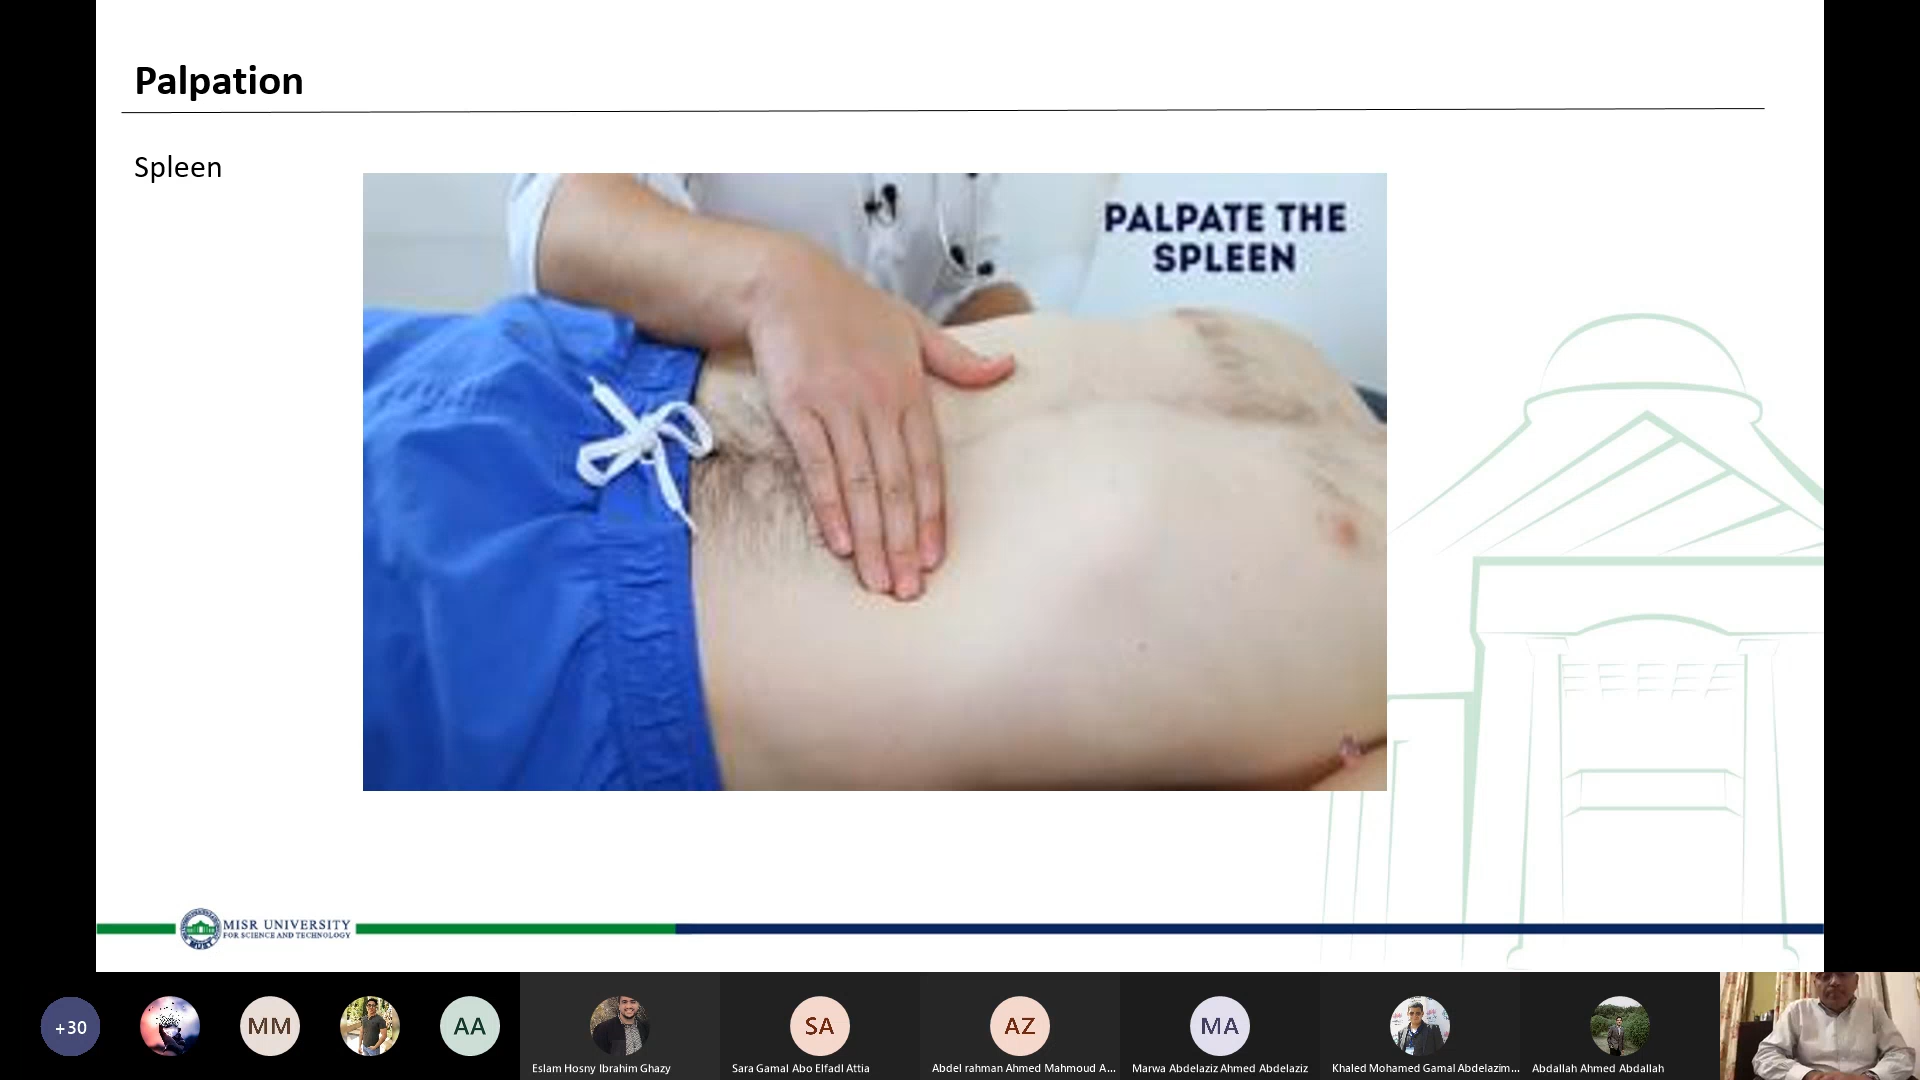 Palpation
Spleen
PALPATE THE
SPLEEN
MISR UNIVERSITY
FOR SCIENCE AND TECHNOLOGY
+30
MM
AA
SA
AZ
MA
Eslam Hosny Ibrahim Ghazy
Sara Gamal Abo Elfadl Attia
Abdel rahman Ahmed Mahmoud A...
Marwa Abdelaziz Ahmed Abdelaziz
Khaled Mohamed Gamal Abdelazim...
Abdallah Ahmed Abdallah